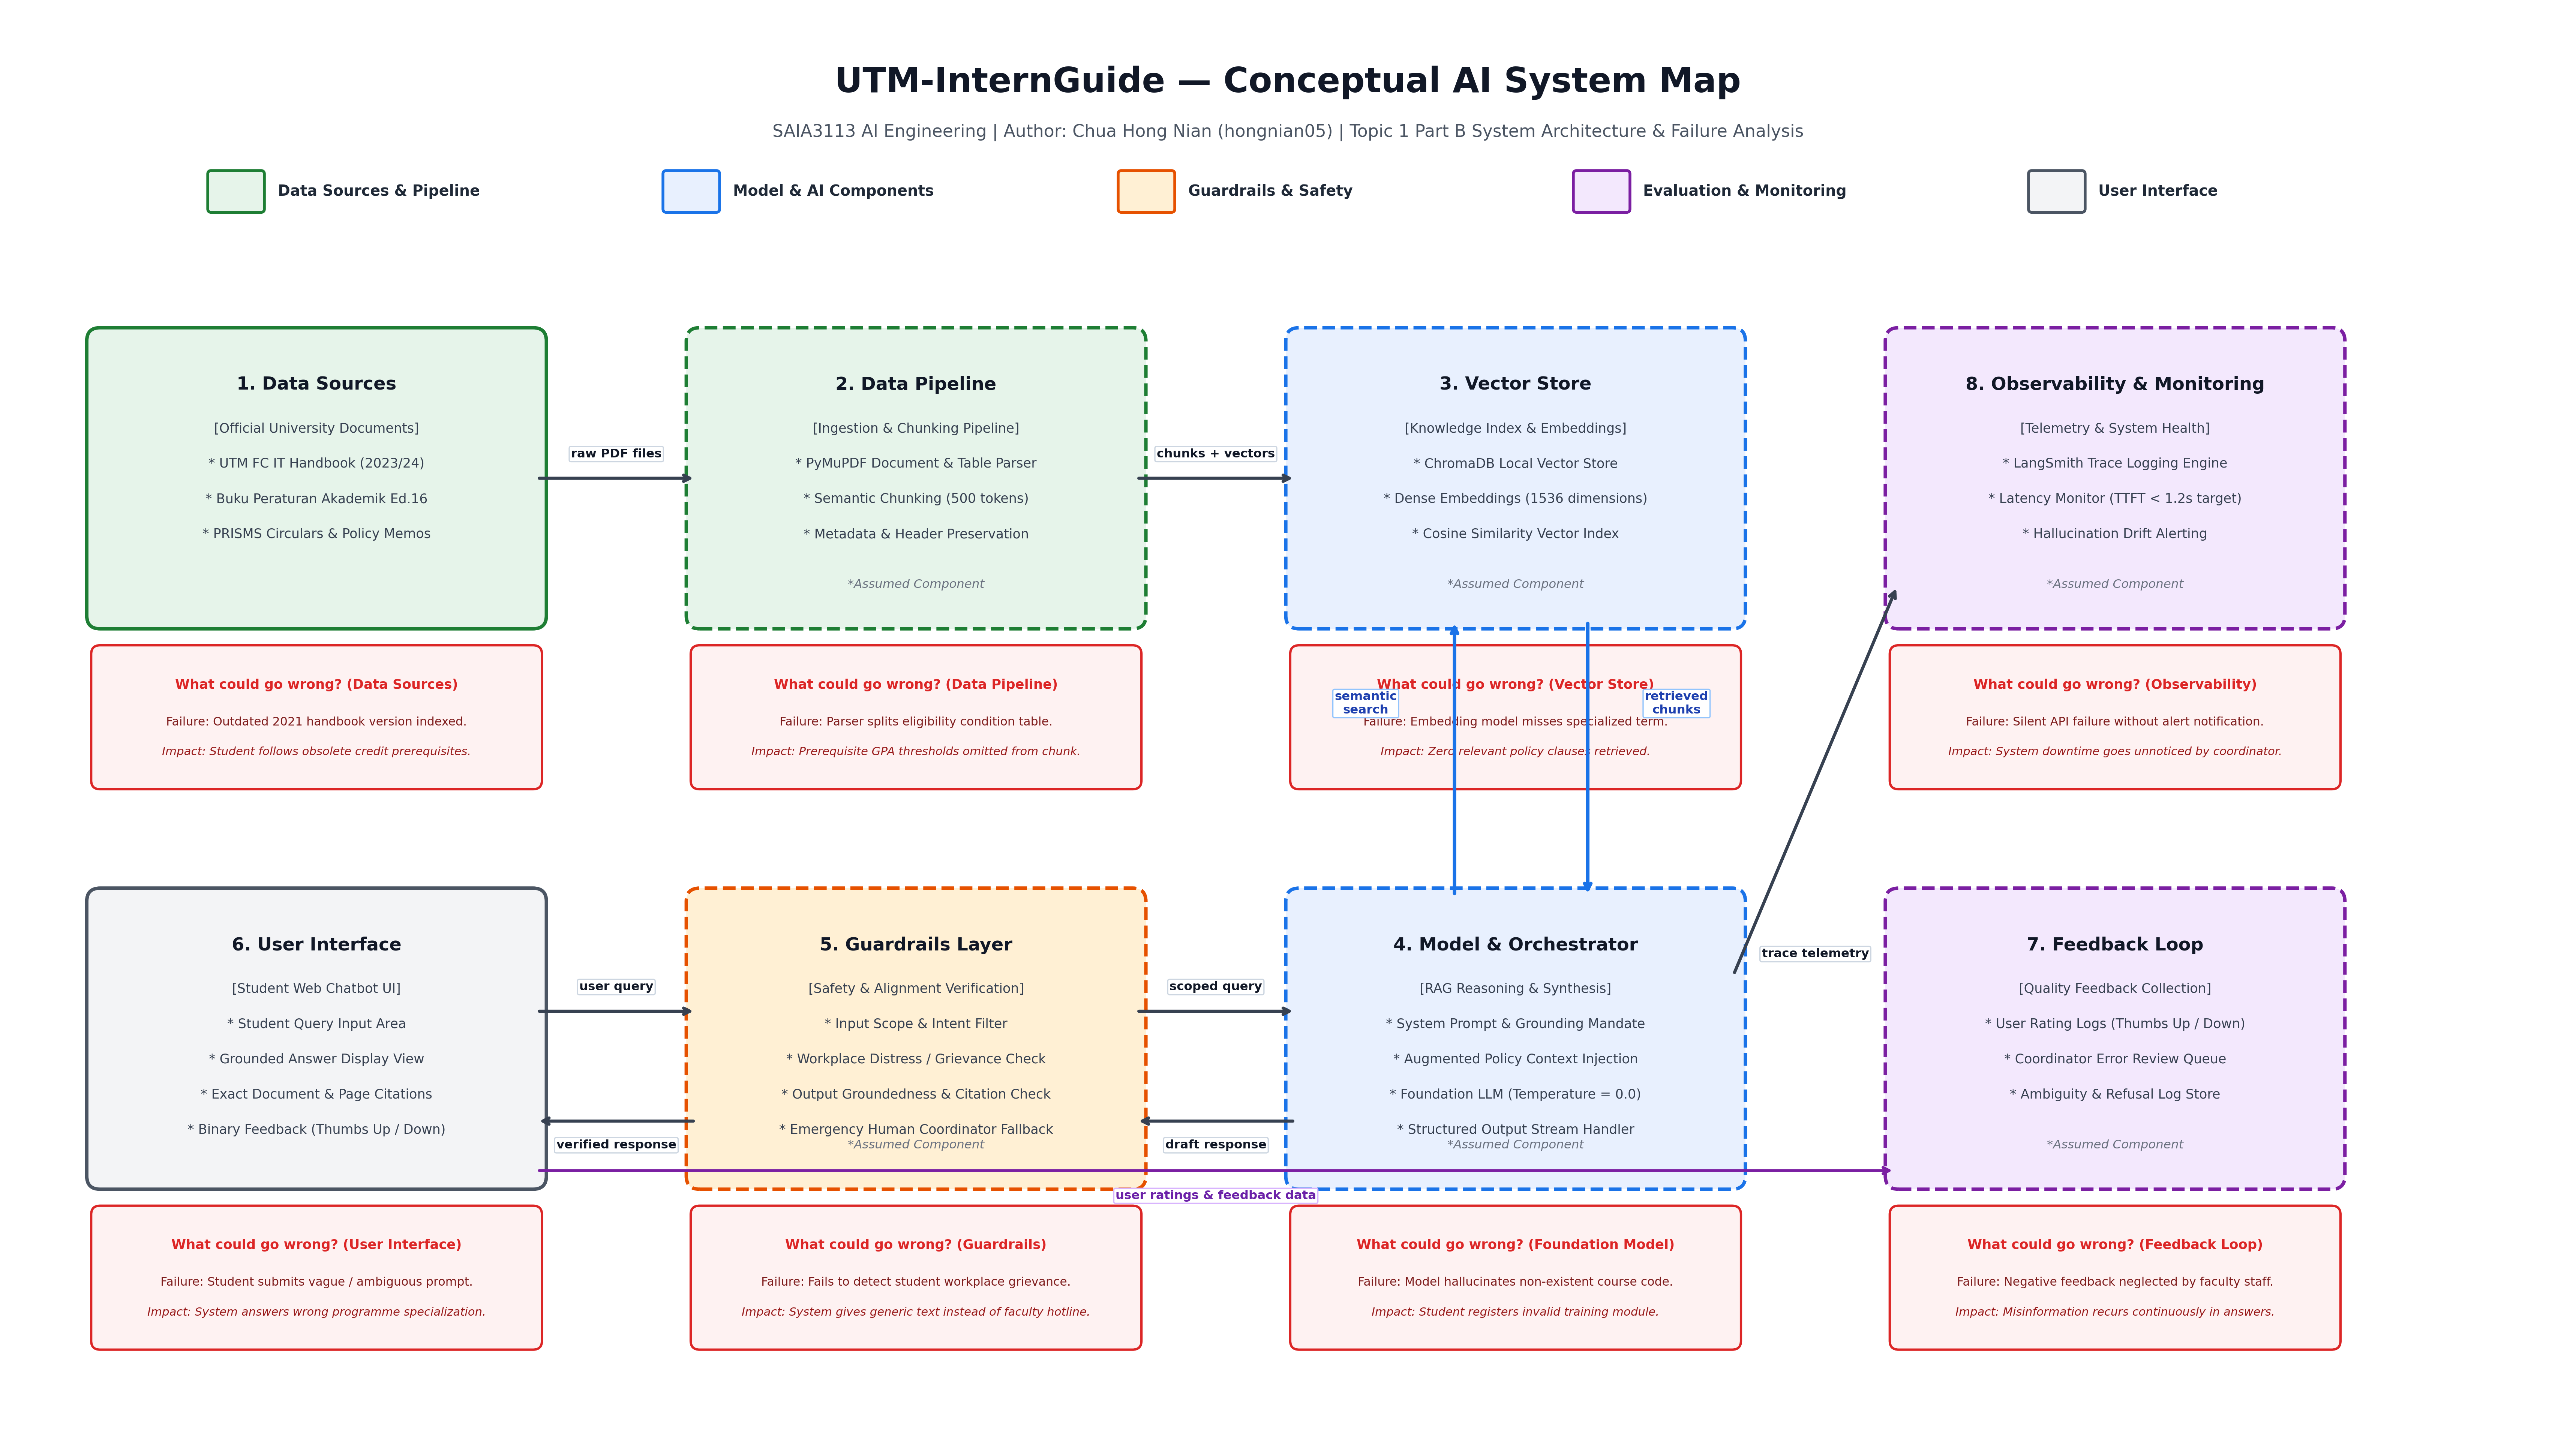 UTM-InternGuide — Conceptual AI System Map
SAIA3113 AI Engineering | Author: Chua Hong Nian (hongnian05) | Topic 1 Part B System Architecture & Failure Analysis
Data Sources & Pipeline
Model & AI Components
Guardrails & Safety
Evaluation & Monitoring
User Interface
1. Data Sources
[Official University Documents]
* UTM FC IT Handbook (2023/24)
* Buku Peraturan Akademik Ed.16
* PRISMS Circulars & Policy Memos
raw PDF files
2. Data Pipeline
[Ingestion & Chunking Pipeline]
* PyMuPDF Document & Table Parser
* Semantic Chunking (500 tokens)
* Metadata & Header Preservation
*Assumed Component
chunks + vectors
3. Vector Store
[Knowledge Index & Embeddings]
* ChromaDB Local Vector Store
* Dense Embeddings (1536 dimensions)
* Cosine Similarity Vector Index
*Assumed Component
8. Observability & Monitoring
[Telemetry & System Health]
* LangSmith Trace Logging Engine
* Latency Monitor (TTFT < 1.2s target)
* Hallucination Drift Alerting
*Assumed Component
What could go wrong? (Data Sources)
Failure: Outdated 2021 handbook version indexed.
Impact: Student follows obsolete credit prerequisites.
What could go wrong? (Data Pipeline)
Failure: Parser splits eligibility condition table.
Impact: Prerequisite GPA thresholds omitted from chunk.
What could go wrong? (Vector Store)
Failure: Embedding model misses specialized term.
Impact: Zero relevant policy clauses retrieved.
semantic
search
retrieved
chunks
What could go wrong? (Observability)
Failure: Silent API failure without alert notification.
Impact: System downtime goes unnoticed by coordinator.
6. User Interface
[Student Web Chatbot UI]
* Student Query Input Area
* Grounded Answer Display View
* Exact Document & Page Citations
* Binary Feedback (Thumbs Up / Down)
user query
verified response
5. Guardrails Layer
[Safety & Alignment Verification]
* Input Scope & Intent Filter
* Workplace Distress / Grievance Check
* Output Groundedness & Citation Check
* Emergency Human Coordinator Fallback
*Assumed Component
scoped query
draft response
4. Model & Orchestrator
[RAG Reasoning & Synthesis]
* System Prompt & Grounding Mandate
* Augmented Policy Context Injection
* Foundation LLM (Temperature = 0.0)
* Structured Output Stream Handler
*Assumed Component
trace telemetry
7. Feedback Loop
[Quality Feedback Collection]
* User Rating Logs (Thumbs Up / Down)
* Coordinator Error Review Queue
* Ambiguity & Refusal Log Store
*Assumed Component
user ratings & feedback data
What could go wrong? (User Interface)
Failure: Student submits vague / ambiguous prompt.
Impact: System answers wrong programme specialization.
What could go wrong? (Guardrails)
Failure: Fails to detect student workplace grievance.
Impact: System gives generic text instead of faculty hotline.
What could go wrong? (Foundation Model)
Failure: Model hallucinates non-existent course code.
Impact: Student registers invalid training module.
What could go wrong? (Feedback Loop)
Failure: Negative feedback neglected by faculty staff.
Impact: Misinformation recurs continuously in answers.